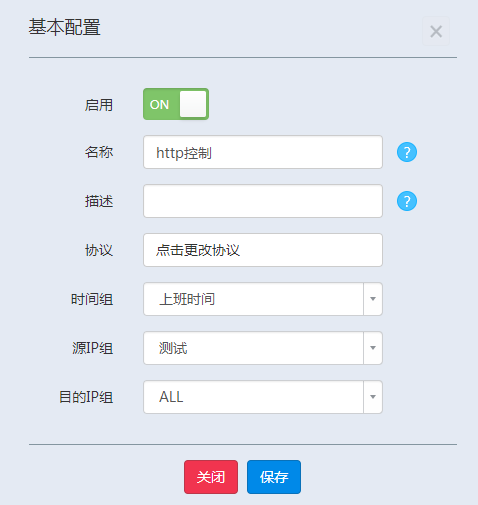 基本配置
×
启用 ON
名称 http控制 ?
描述 ?
协议 点击更改协议
时间组 上班时间
源IP组 测试
目的IP组 ALL
关闭 保存